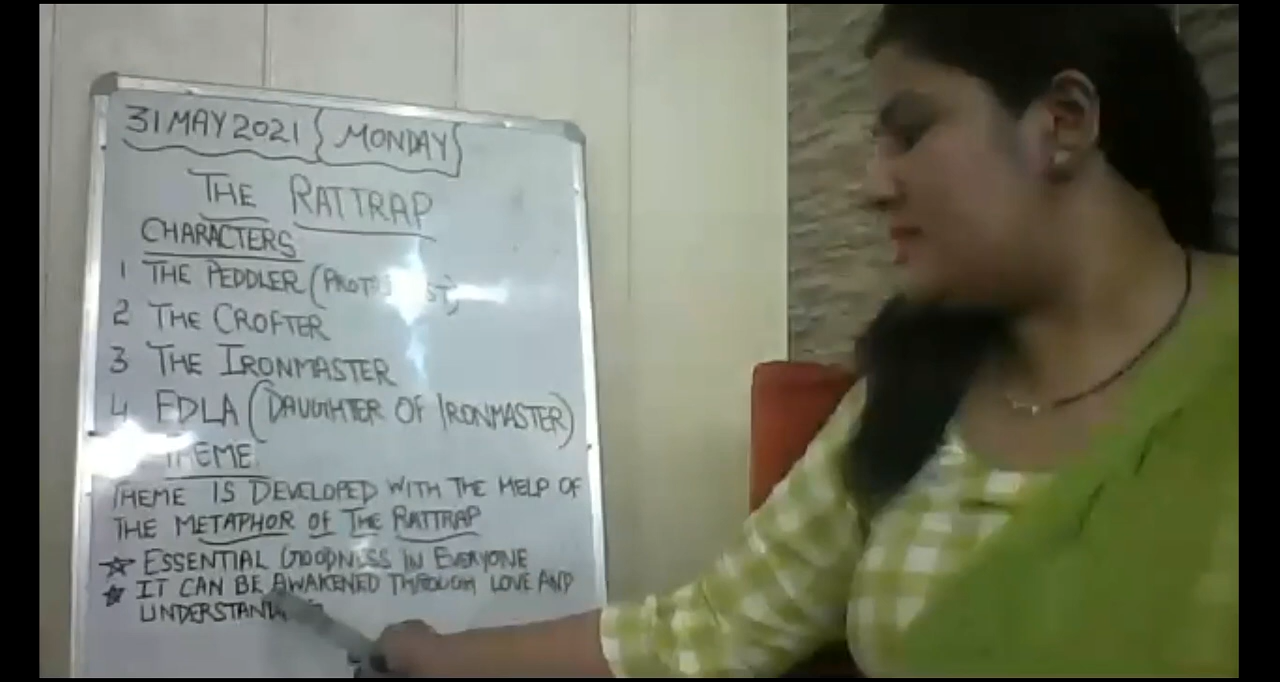 31 MAY 2021 { MONDAY }
THE RATTRAP
CHARACTERS
1 THE PEDDLER
2 THE CROFTER
3 THE IRONMASTER
4 EDLA (DAUGHTER OF IRONMASTER)
THEME
THEME IS DEVELOPED WITH THE HELP OF
THE METAPHOR OF THE RATTRAP
☆ ESSENTIAL GOODNESS IN EVERYONE
☆ IT CAN BE AWAKENED THROUGH LOVE AND